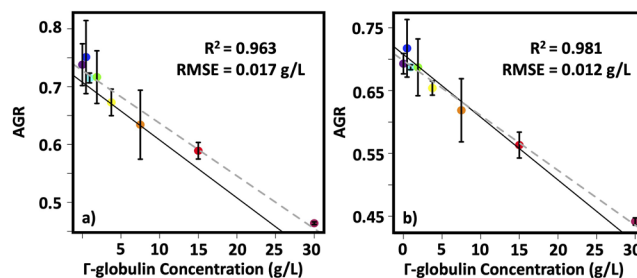 0.8
0.7
0.6
0.5
AGR
R² = 0.963
RMSE = 0.017 g/L
a)
0 5 10 15 20 25 30
Γ-globulin Concentration (g/L)
0.75
0.65
0.55
0.45
AGR
R² = 0.981
RMSE = 0.012 g/L
b)
0 5 10 15 20 25 30
Γ-globulin Concentration (g/L)